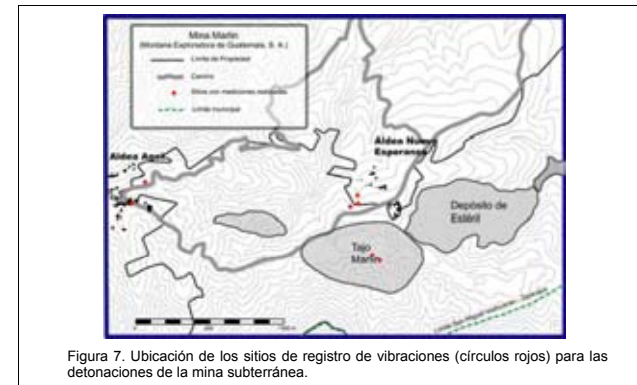 Mina Marlin
(Montana Exploradora de Guatemala, S. A.)
Límite de Propiedad
Camino
Sitios con mediciones realizadas
Límite municipal
Aldea Agel
Aldea Nueva
Esperanza
Depósito de
Estéril
Tajo
Marlin
Figura 7. Ubicación de los sitios de registro de vibraciones (círculos rojos) para las
detonaciones de la mina subterránea.